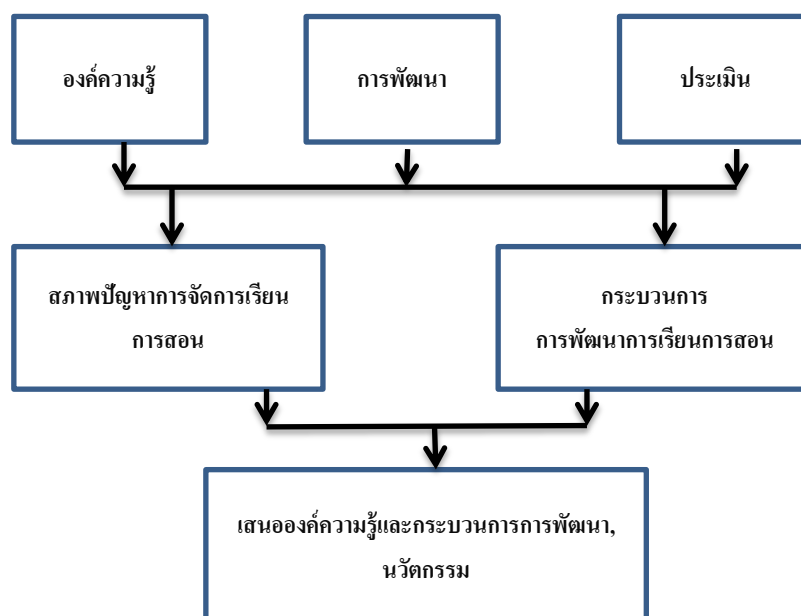 องค์ความรู้
การพัฒนา
ประเมิน
สภาพปัญหาการจัดการเรียน
การสอน
กระบวนการ
การพัฒนาการเรียนการสอน
เสนอองค์ความรู้และกระบวนการการพัฒนา,
นวัตกรรม